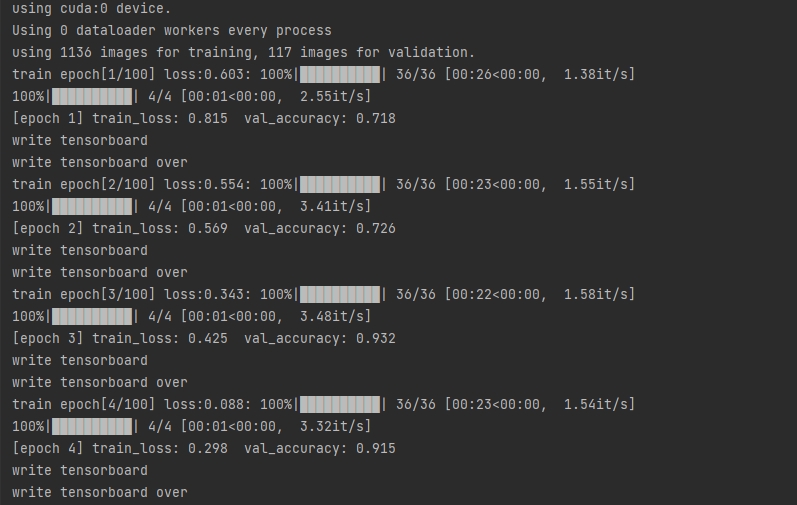 using cuda:0 device.
Using 0 dataloader workers every process
using 1136 images for training, 117 images for validation.
train epoch[1/100] loss:0.603: 100%|██████████| 36/36 [00:26<00:00,  1.38it/s]
100%|██████████| 4/4 [00:01<00:00,  2.55it/s]
[epoch 1] train_loss: 0.815  val_accuracy: 0.718
write tensorboard
write tensorboard over
train epoch[2/100] loss:0.554: 100%|██████████| 36/36 [00:23<00:00,  1.55it/s]
100%|██████████| 4/4 [00:01<00:00,  3.41it/s]
[epoch 2] train_loss: 0.569  val_accuracy: 0.726
write tensorboard
write tensorboard over
train epoch[3/100] loss:0.343: 100%|██████████| 36/36 [00:22<00:00,  1.58it/s]
100%|██████████| 4/4 [00:01<00:00,  3.48it/s]
[epoch 3] train_loss: 0.425  val_accuracy: 0.932
write tensorboard
write tensorboard over
train epoch[4/100] loss:0.088: 100%|██████████| 36/36 [00:23<00:00,  1.54it/s]
100%|██████████| 4/4 [00:01<00:00,  3.32it/s]
[epoch 4] train_loss: 0.298  val_accuracy: 0.915
write tensorboard
write tensorboard over